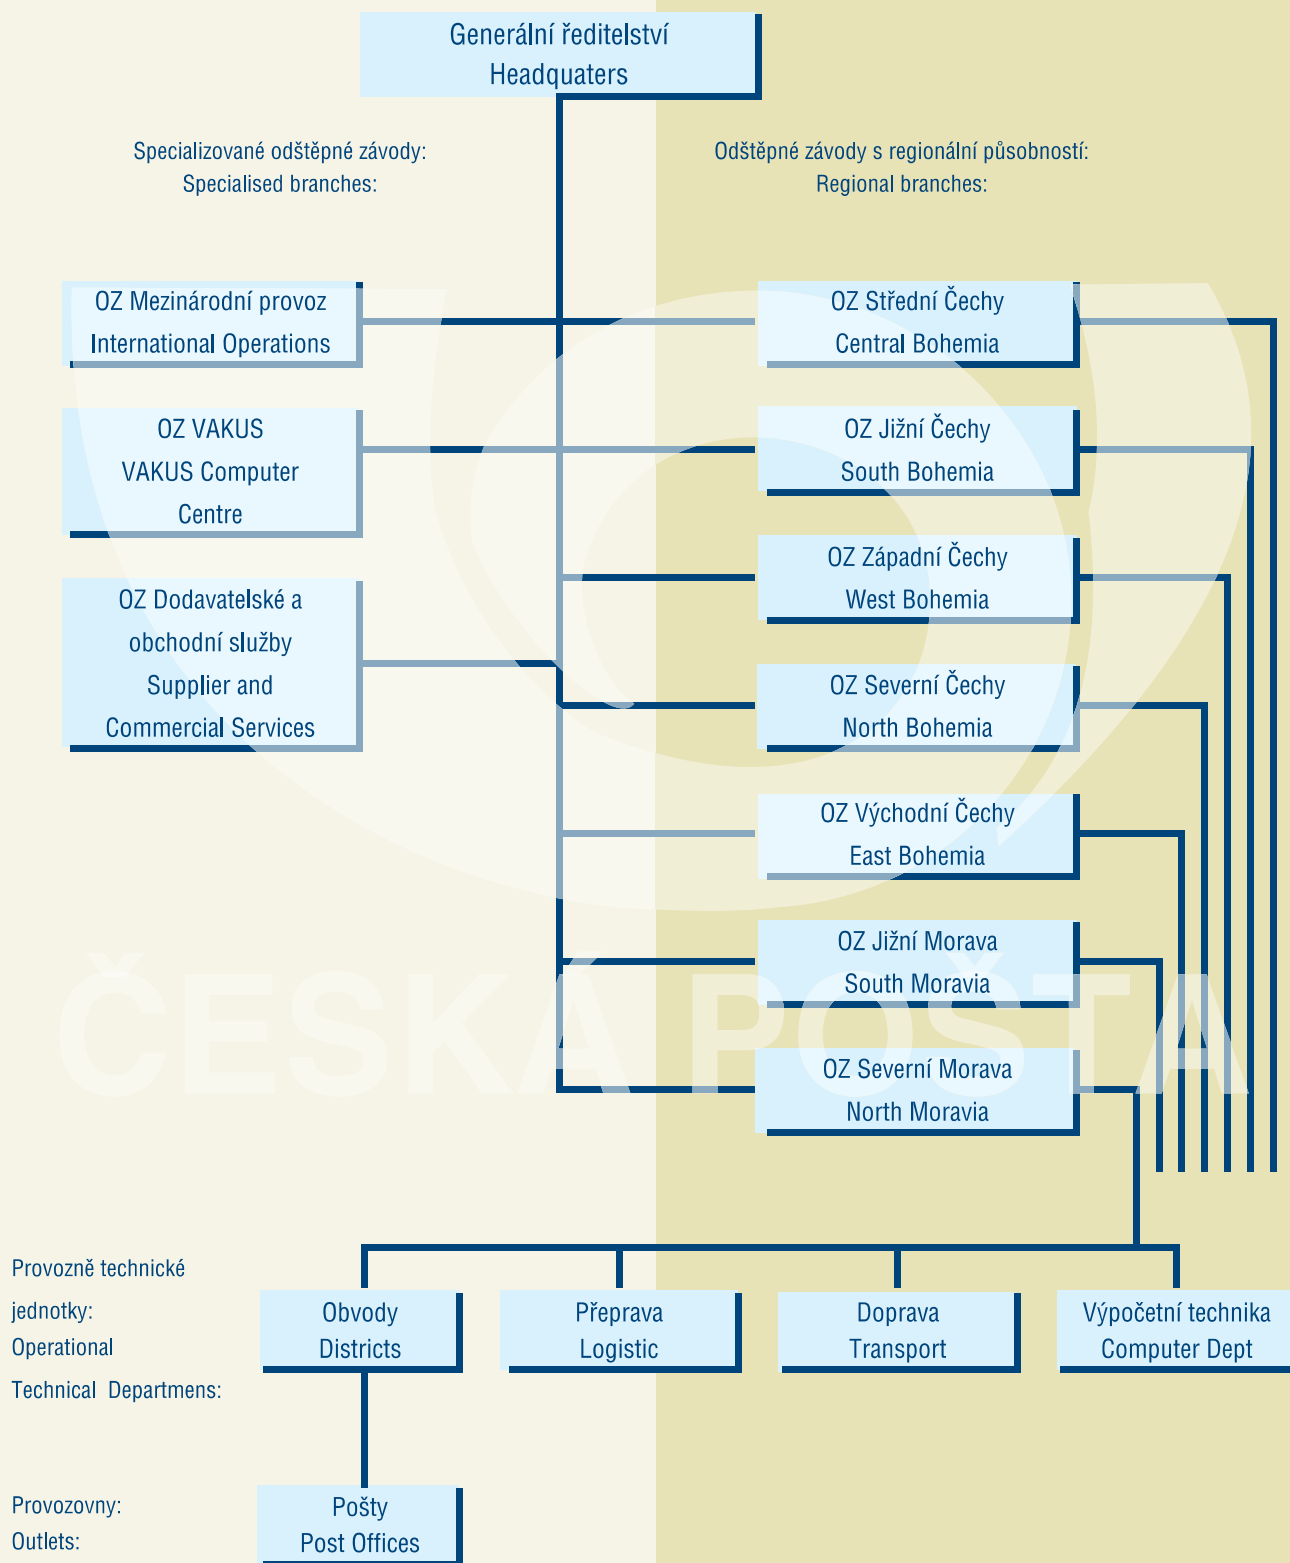 Generální ředitelství
Headquaters
Specializované odštěpné závody:
Specialised branches:
Odštěpné závody s regionální působností:
Regional branches:
OZ Mezinárodní provoz
International Operations
OZ VAKUS
VAKUS Computer
Centre
OZ Dodavatelské a
obchodní služby
Supplier and
Commercial Services
OZ Střední Čechy
Central Bohemia
OZ Jižní Čechy
South Bohemia
OZ Západní Čechy
West Bohemia
OZ Severní Čechy
North Bohemia
OZ Východní Čechy
East Bohemia
OZ Jižní Morava
South Moravia
OZ Severní Morava
North Moravia
ČESKÁ POŠTA
Provozně technické
jednotky:
Operational
Technical Departmens:
Obvody
Districts
Přeprava
Logistic
Doprava
Transport
Výpočetní technika
Computer Dept
Provozovny:
Outlets:
Pošty
Post Offices